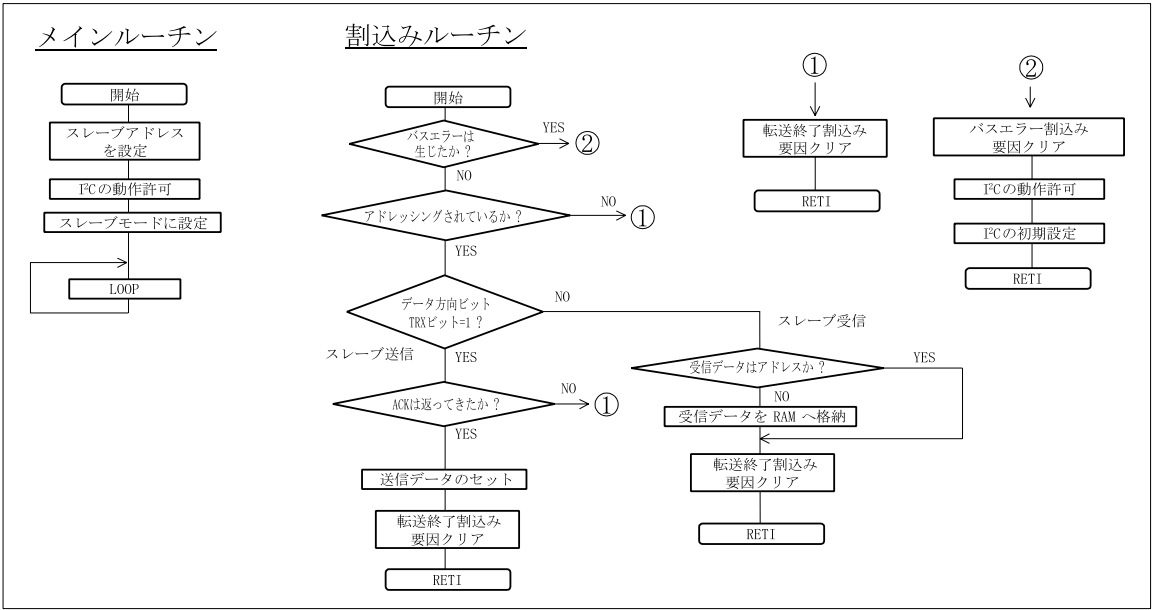 メインルーチン
開始
スレーブアドレス
を設定
I²Cの動作許可
スレーブモードに設定
LOOP
割込みルーチン
開始
バスエラーは
生じたか？
YES
②
NO
アドレッシングされているか？
NO
①
YES
データ方向ビット
TRXビット=1？
NO
スレーブ送信
YES
ACKは返ってきたか？
NO
①
YES
送信データのセット
転送終了割込み
要因クリア
RETI
スレーブ受信
受信データはアドレスか？
YES
NO
受信データを RAM へ格納
転送終了割込み
要因クリア
RETI
①
転送終了割込み
要因クリア
RETI
②
バスエラー割込み
要因クリア
I²Cの動作許可
I²Cの初期設定
RETI